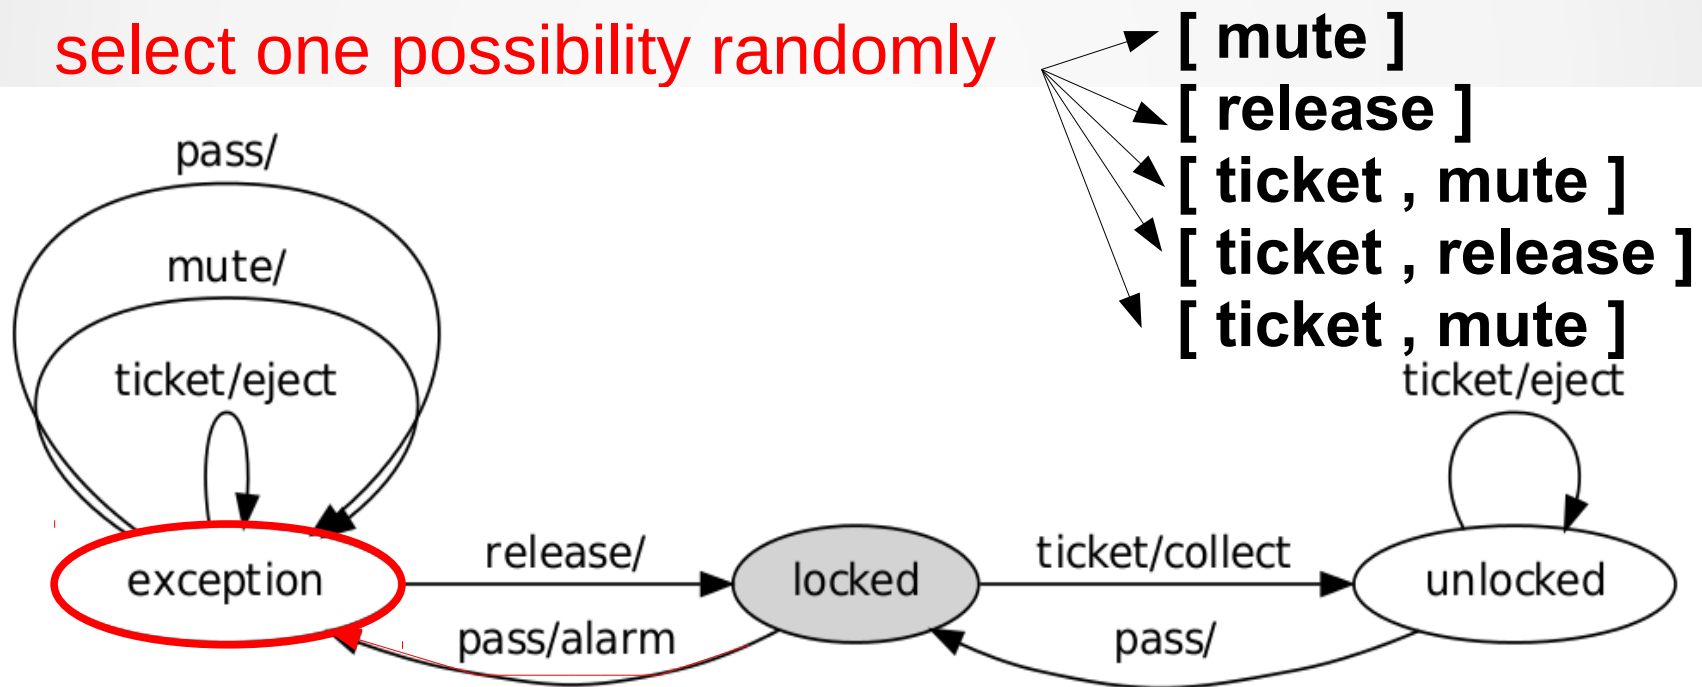 select one possibility randomly
[ mute ]
[ release ]
[ ticket , mute ]
[ ticket , release ]
[ ticket , mute ]
pass/
mute/
ticket/eject
ticket/eject
exception
release/
locked
ticket/collect
unlocked
pass/alarm
pass/